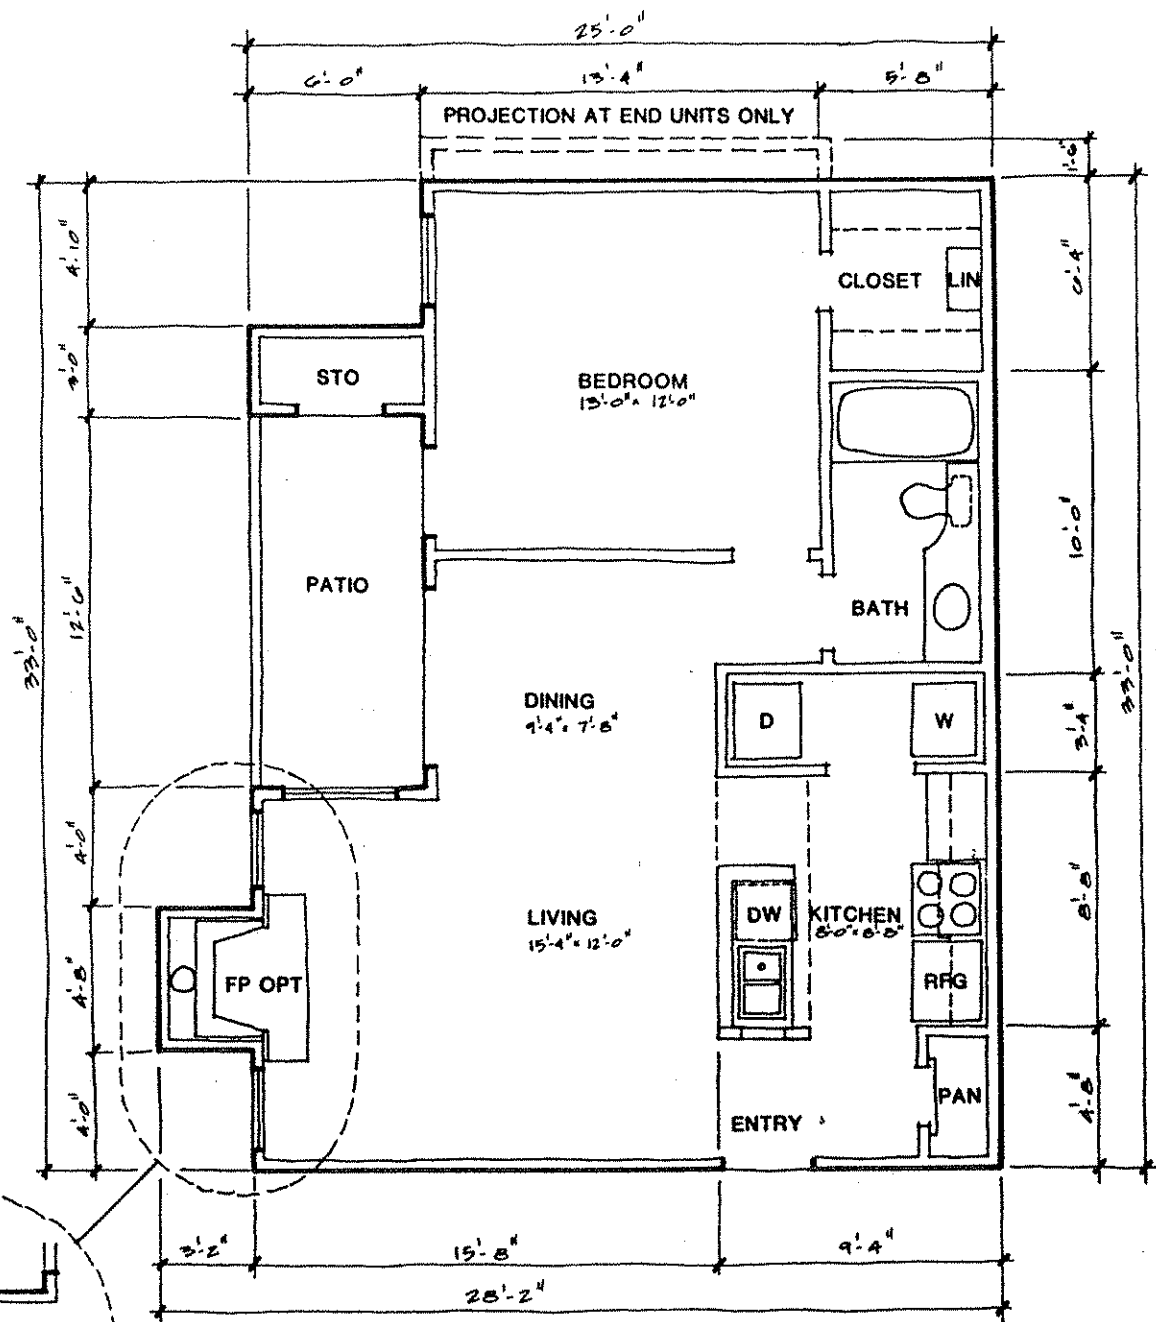 25'-0"
6'-0" 13'-4" 5'-8"
PROJECTION AT END UNITS ONLY
1'-6"
4'-10"
CLOSET LIN
6'-4"
3'-0"
STO
BEDROOM
13'-0" x 12'-0"
10'-0"
PATIO
12'-6"
BATH
33'-0"
33'-0"
DINING
9'-4" x 7'-8"
D W
3'-4"
4'-0"
LIVING
15'-4" x 12'-0"
DW KITCHEN
8'-0" x 8'-8"
8'-8"
FP OPT
RFG
4'-8"
PAN
4'-8"
ENTRY
4'-0"
3'-2" 15'-8" 9'-4"
28'-2"